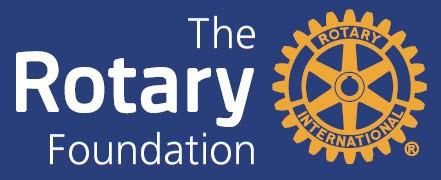 The
Rotary
Foundation
ROTARY
INTERNATIONAL
®